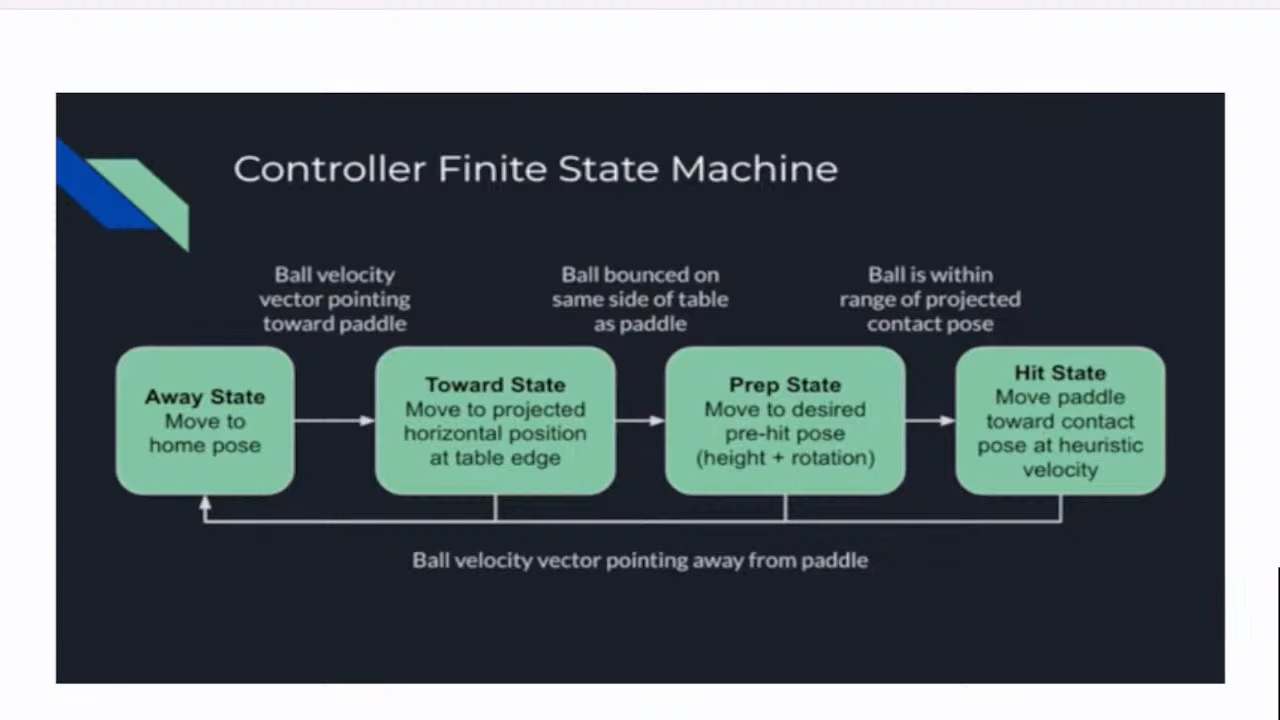 Controller Finite State Machine
Ball velocity
vector pointing
toward paddle
Ball bounced on
same side of table
as paddle
Ball is within
range of projected
contact pose
Away State
Move to
home pose
Toward State
Move to projected
horizontal position
at table edge
Prep State
Move to desired
pre-hit pose
(height + rotation)
Hit State
Move paddle
toward contact
pose at heuristic
velocity
Ball velocity vector pointing away from paddle